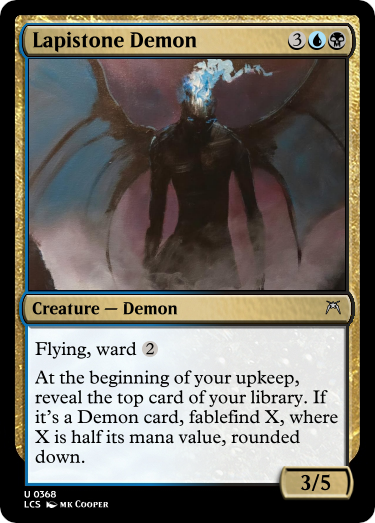 Lapistone Demon 3
Creature — Demon
Flying, ward 2
At the beginning of your upkeep,
reveal the top card of your library. If
it's a Demon card, fablefind X, where
X is half its mana value, rounded
down.
3/5
U 0368
LCS MK COOPER